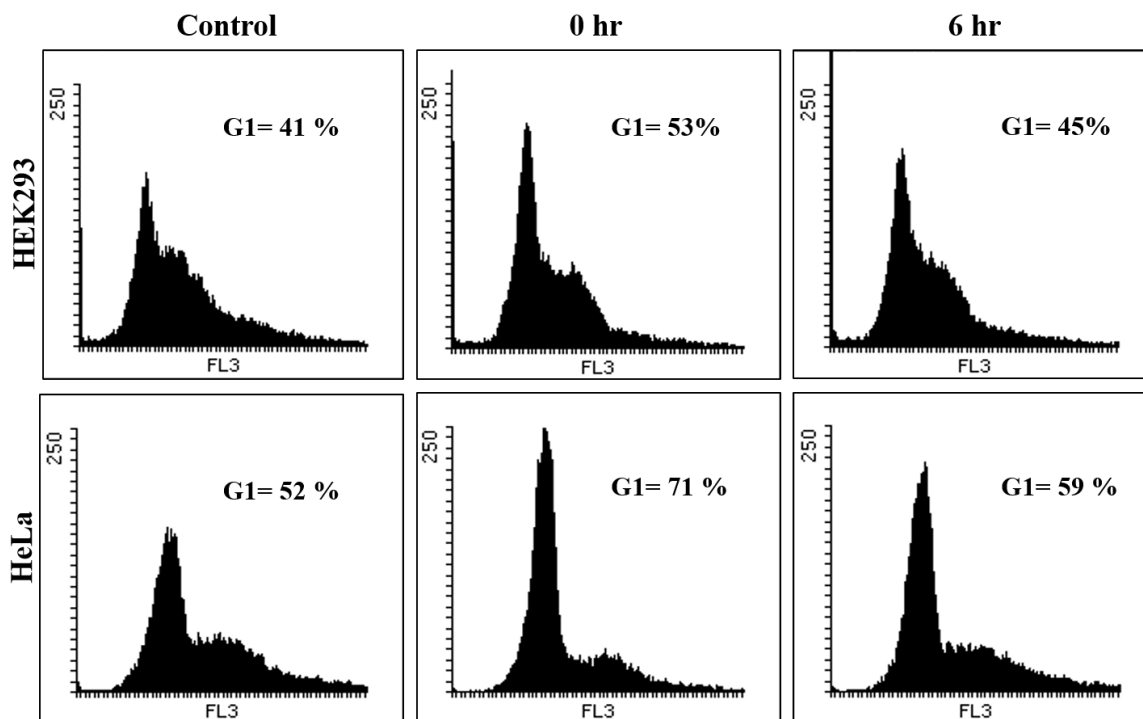 Control
0 hr
6 hr
HEK293
250
G1= 41 %
FL3
250
G1= 53%
FL3
250
G1= 45%
FL3
HeLa
250
G1= 52 %
FL3
250
G1= 71 %
FL3
250
G1= 59 %
FL3